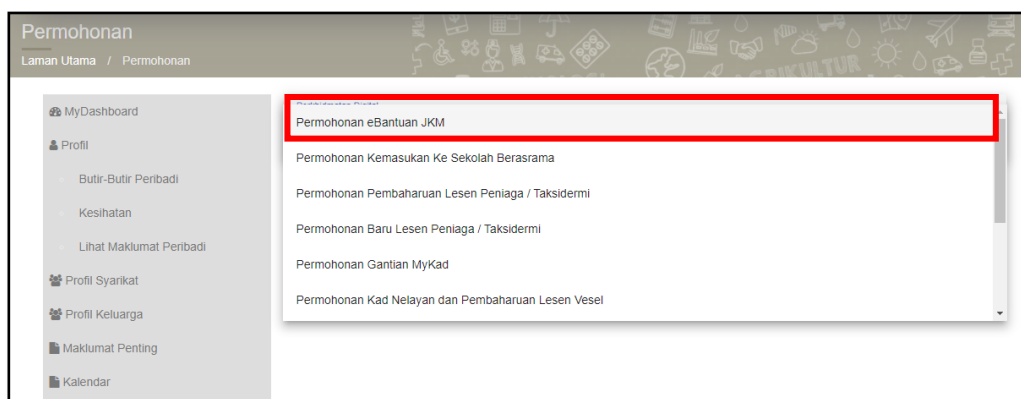 Permohonan
Laman Utama / Permohonan
MyDashboard
Profil
Butir-Butir Peribadi
Kesihatan
Lihat Maklumat Peribadi
Profil Syarikat
Profil Keluarga
Maklumat Penting
Kalendar
Permohonan eBantuan JKM
Permohonan Kemasukan Ke Sekolah Berasrama
Permohonan Pembaharuan Lesen Peniaga / Taksidermi
Permohonan Baru Lesen Peniaga / Taksidermi
Permohonan Gantian MyKad
Permohonan Kad Nelayan dan Pembaharuan Lesen Vesel